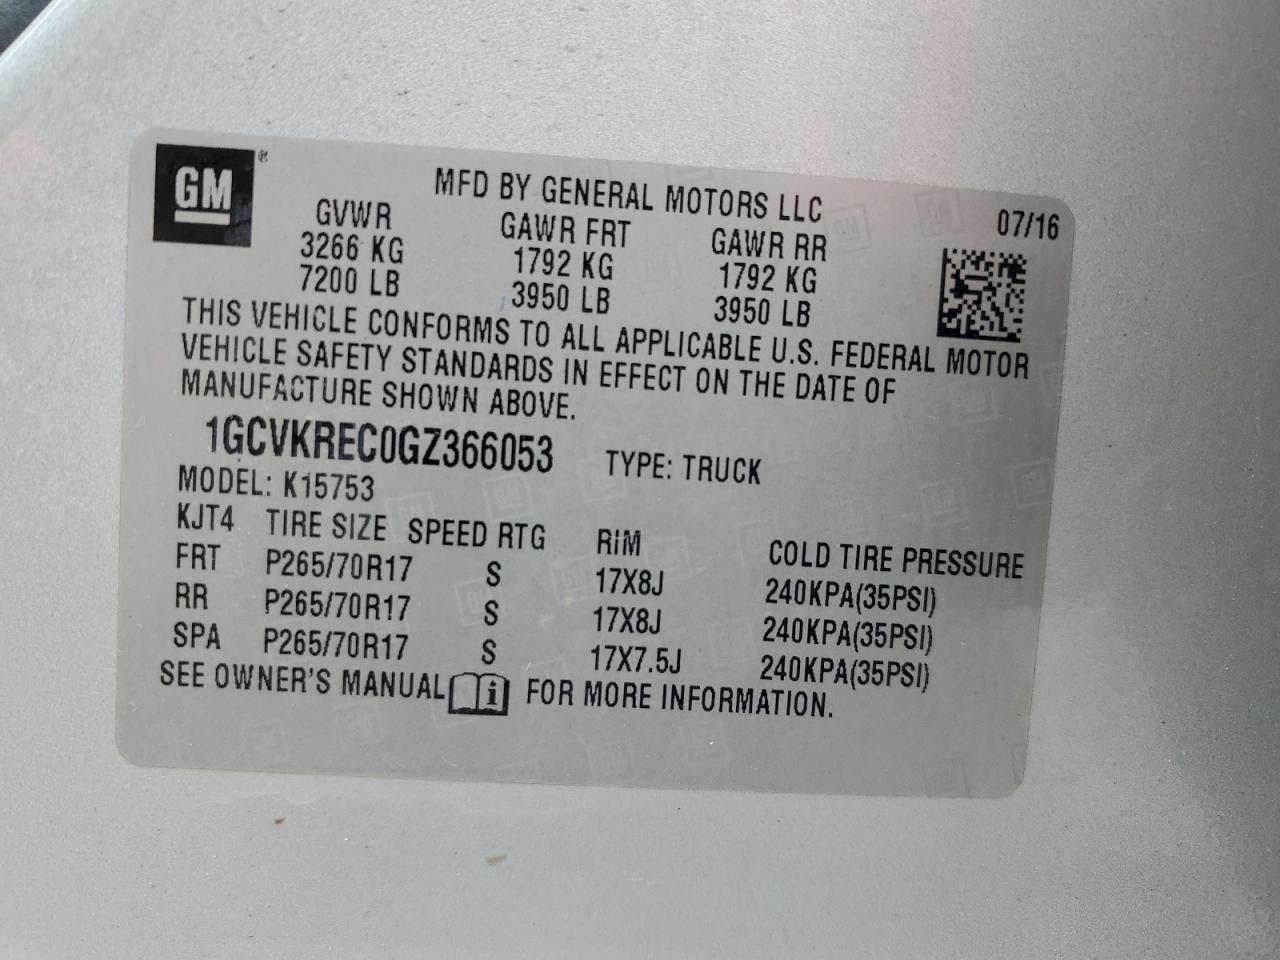 GM ®
MFD BY GENERAL MOTORS LLC
07/16
GVWR GAWR FRT GAWR RR
3266 KG 1792 KG 1792 KG
7200 LB 3950 LB 3950 LB
THIS VEHICLE CONFORMS TO ALL APPLICABLE U.S. FEDERAL MOTOR
VEHICLE SAFETY STANDARDS IN EFFECT ON THE DATE OF
MANUFACTURE SHOWN ABOVE.
1GCVKREC0GZ366053 TYPE: TRUCK
MODEL: K15753
KJT4 TIRE SIZE SPEED RTG RIM COLD TIRE PRESSURE
FRT P265/70R17 S 17X8J 240KPA(35PSI)
RR P265/70R17 S 17X8J 240KPA(35PSI)
SPA P265/70R17 S 17X7.5J 240KPA(35PSI)
SEE OWNER'S MANUAL i FOR MORE INFORMATION.